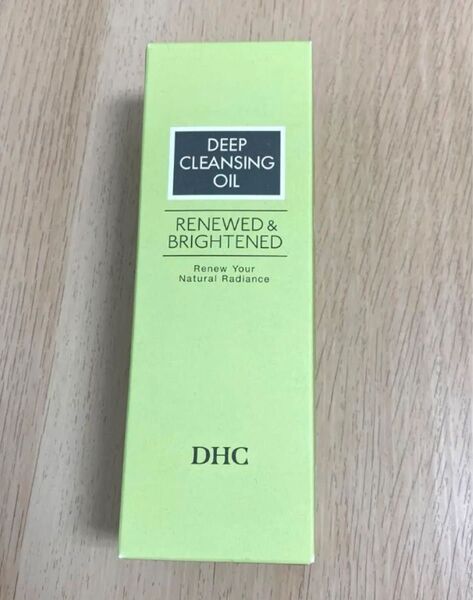 DEEP
CLEANSING
OIL
RENEWED &
BRIGHTENED
Renew Your
Natural Radiance
DHC